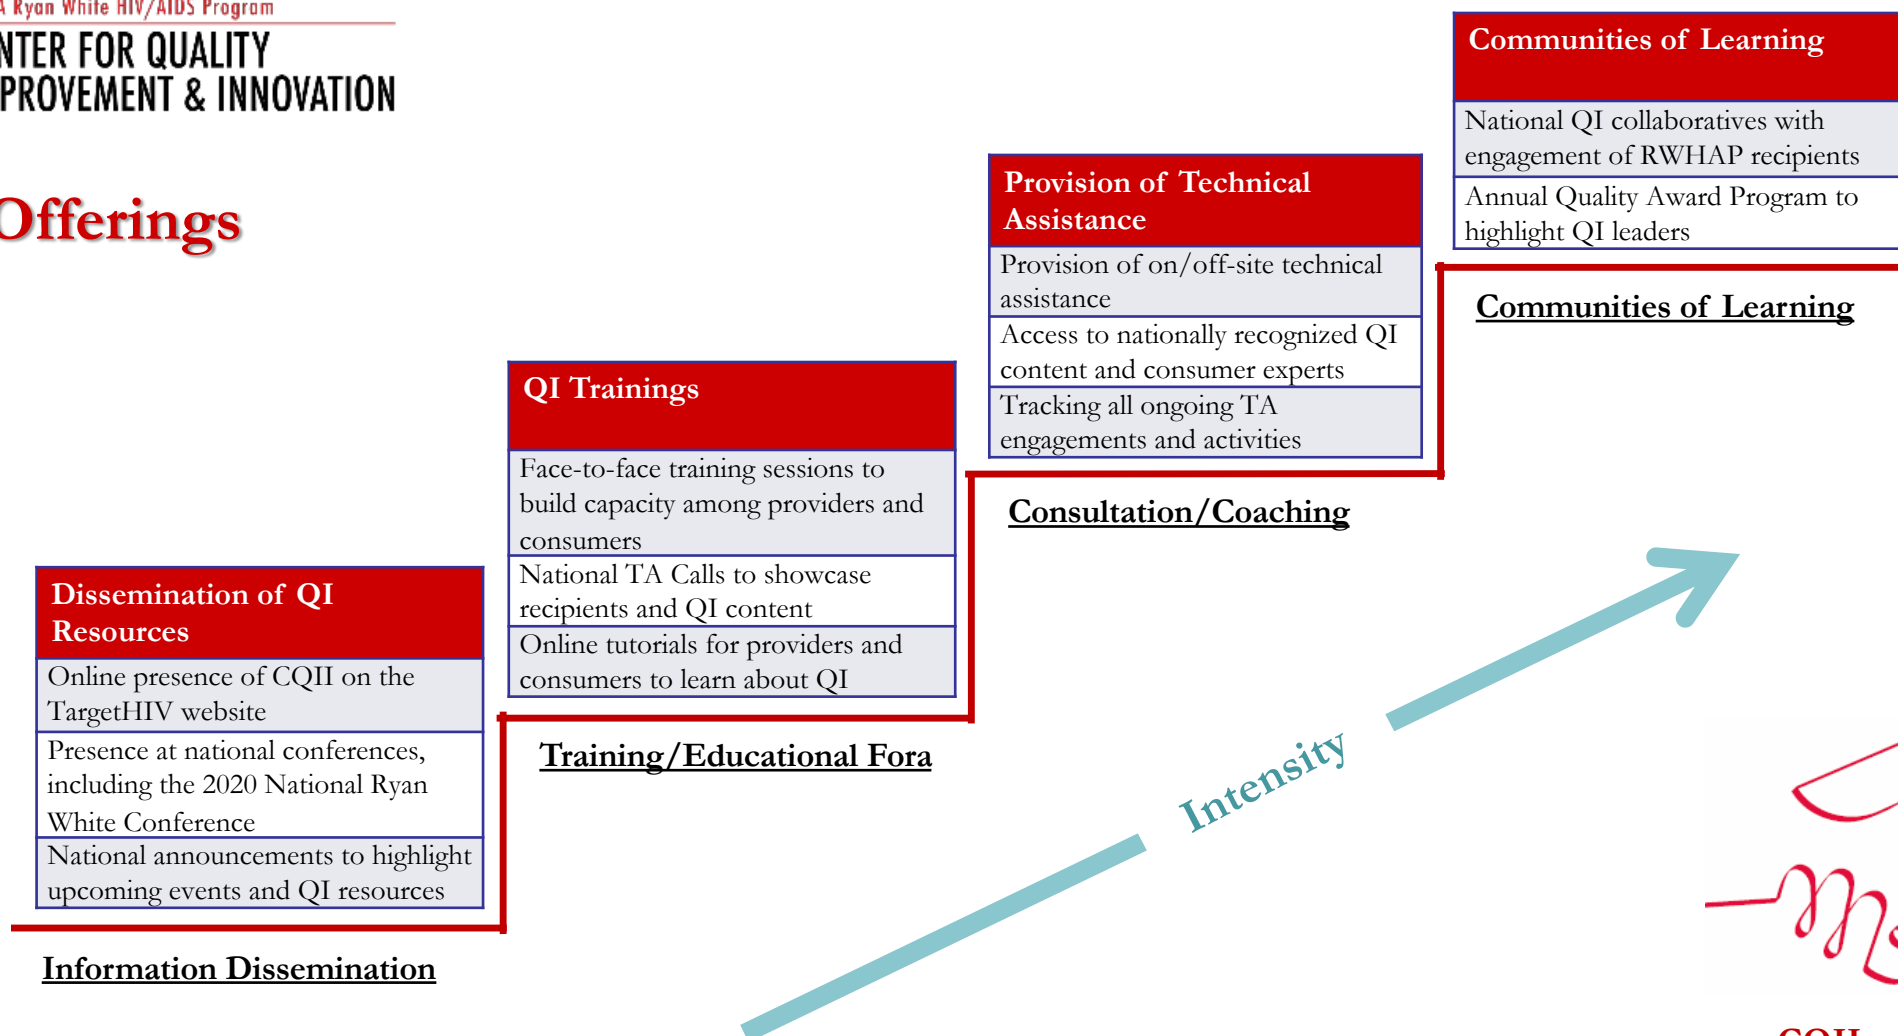 A Ryan White HIV/AIDS Program
NTER FOR QUALITY
PROVEMENT & INNOVATION
Offerings
Communities of Learning
National QI collaboratives with
engagement of RWHAP recipients
Annual Quality Award Program to
highlight QI leaders
Communities of Learning
Provision of Technical
Assistance
Provision of on/off-site technical
assistance
Access to nationally recognized QI
content and consumer experts
Tracking all ongoing TA
engagements and activities
Consultation/Coaching
QI Trainings
Face-to-face training sessions to
build capacity among providers and
consumers
National TA Calls to showcase
recipients and QI content
Online tutorials for providers and
consumers to learn about QI
Training/Educational Fora
Dissemination of QI
Resources
Online presence of CQII on the
TargetHIV website
Presence at national conferences,
including the 2020 National Ryan
White Conference
National announcements to highlight
upcoming events and QI resources
Information Dissemination
Intensity